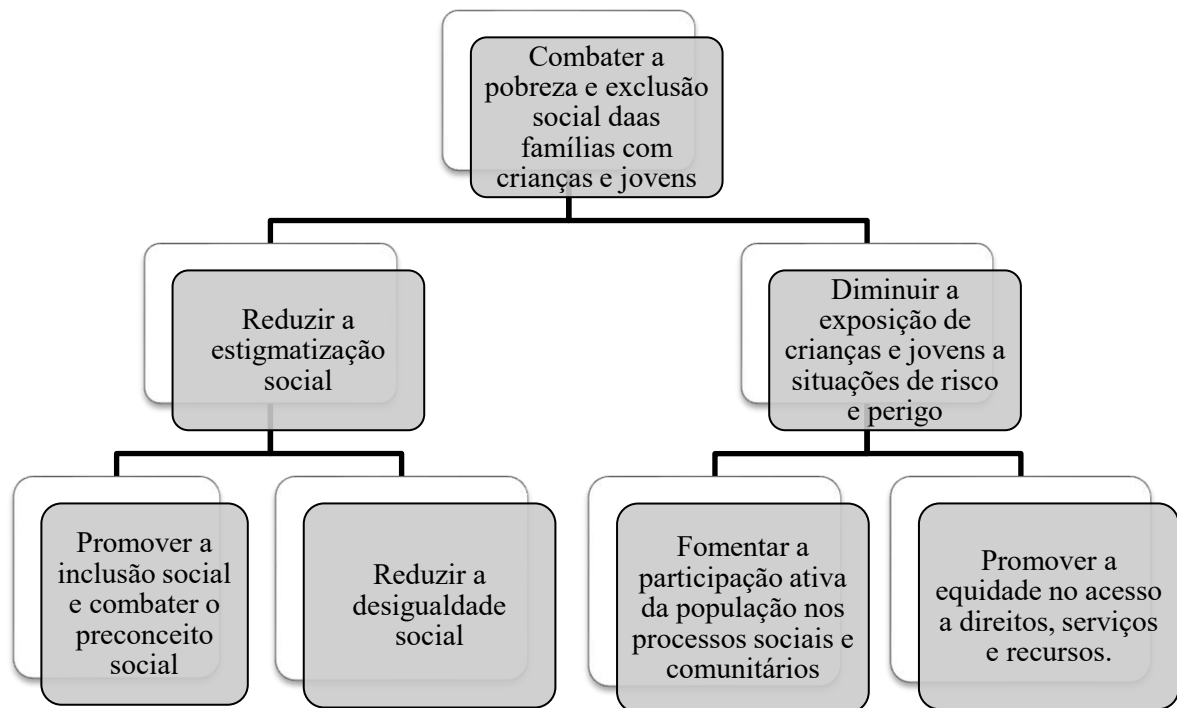 Combater a
pobreza e exclusão
social daas
famílias com
crianças e jovens
Reduzir a
estigmatização
social
Diminuir a
exposição de
crianças e jovens a
situações de risco
e perigo
Promover a
inclusão social
e combater o
preconceito
social
Reduzir a
desigualdade
social
Fomentar a
participação ativa
da população nos
processos sociais e
comunitários
Promover a
equidade no acesso
a direitos, serviços
e recursos.